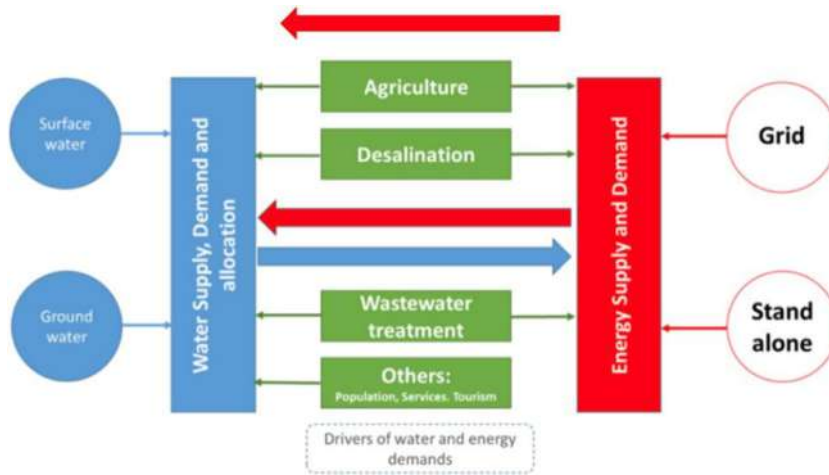 Surface
water
Ground
water
Water Supply, Demand and
allocation
Agriculture
Desalination
Wastewater
treatment
Others:
Population, Services. Tourism
Drivers of water and energy
demands
Energy Supply and Demand
Grid
Stand
alone